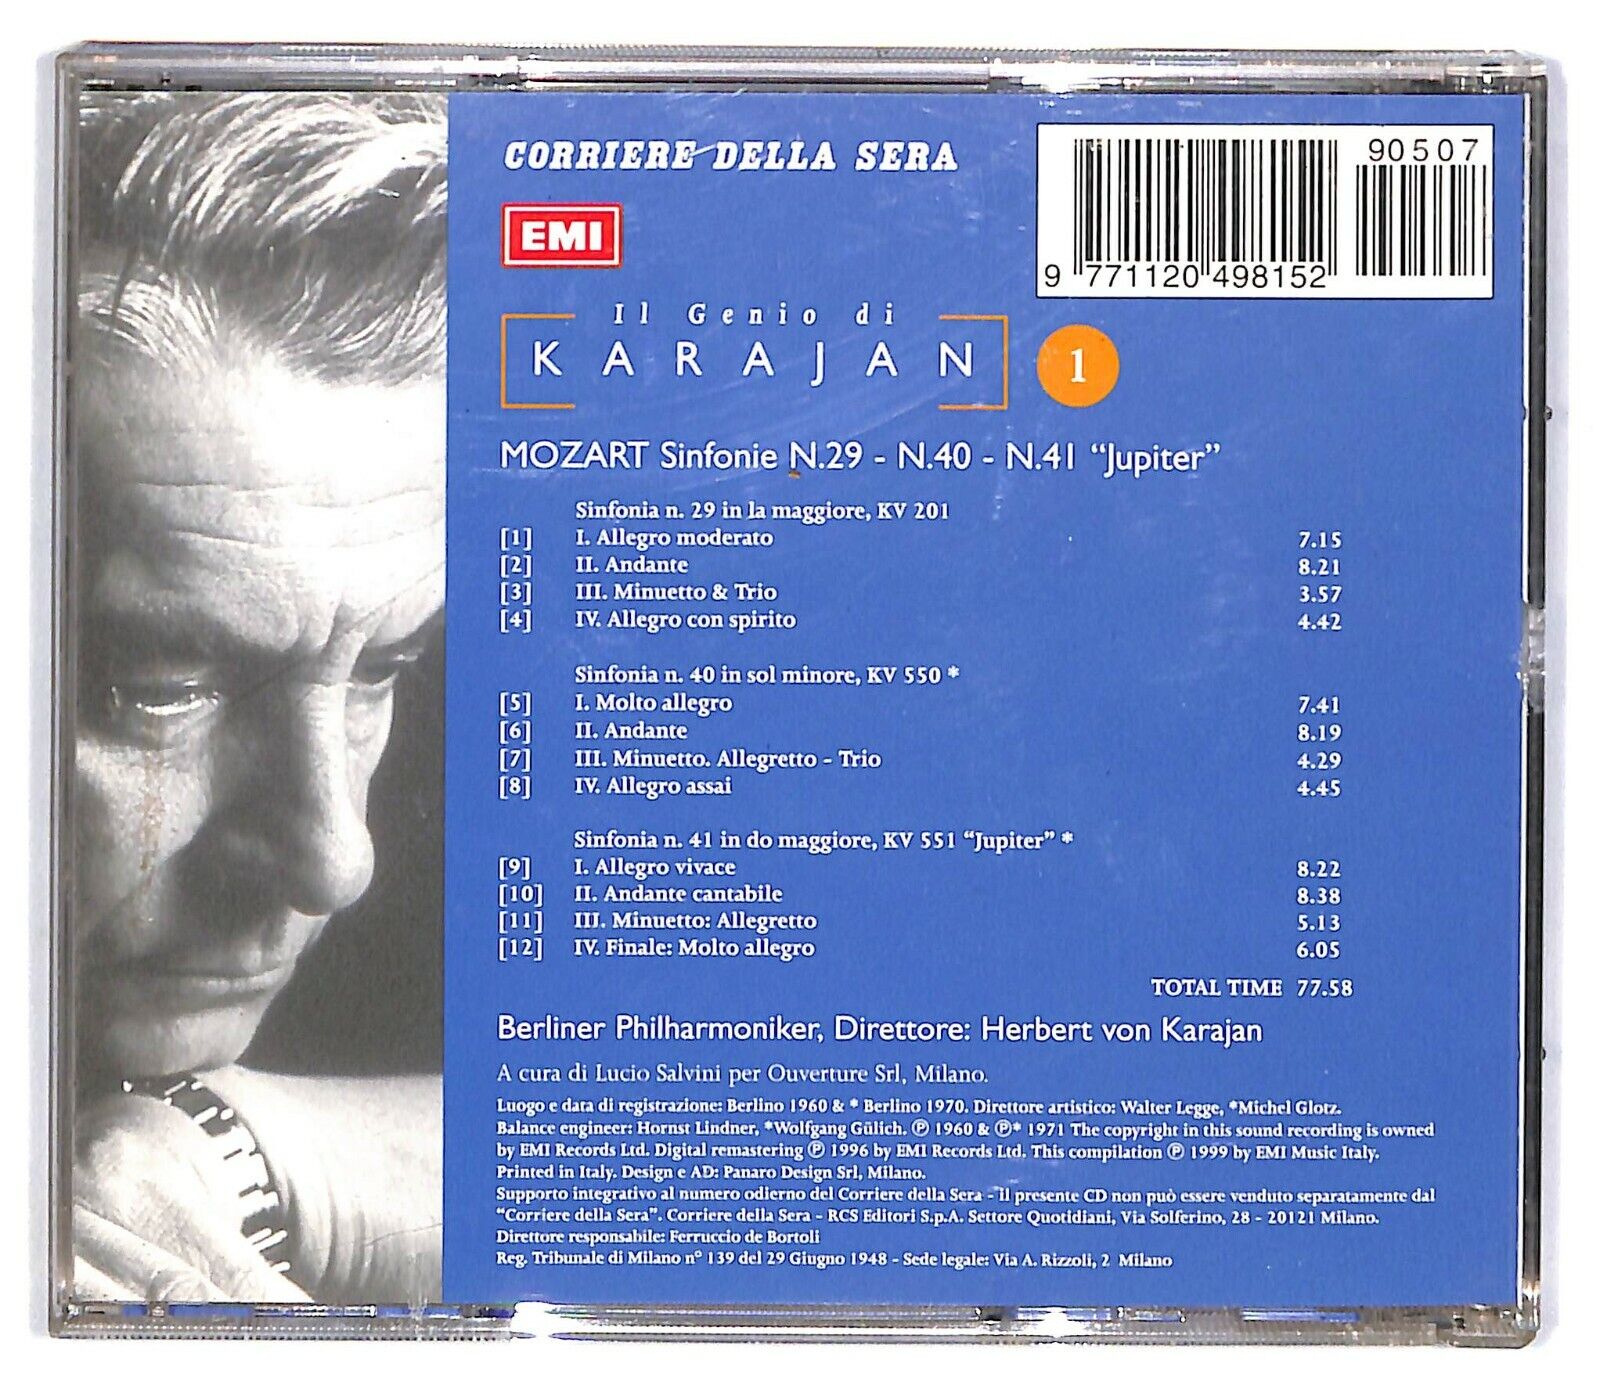 CORRIERE DELLA SERA
90507
9 771120 498152
EMI
Il Genio di
KARAJAN
1
MOZART Sinfonie N.29 - N.40 - N.41 “Jupiter”
Sinfonia n. 29 in la maggiore, KV 201
[1] I. Allegro moderato 7.15
[2] II. Andante 8.21
[3] III. Minuetto & Trio 3.57
[4] IV. Allegro con spirito 4.42
Sinfonia n. 40 in sol minore, KV 550 *
[5] I. Molto allegro 7.41
[6] II. Andante 8.19
[7] III. Minuetto. Allegretto - Trio 4.29
[8] IV. Allegro assai 4.45
Sinfonia n. 41 in do maggiore, KV 551 “Jupiter” *
[9] I. Allegro vivace 8.22
[10] II. Andante cantabile 8.38
[11] III. Minuetto: Allegretto 5.13
[12] IV. Finale: Molto allegro 6.05
TOTAL TIME 77.58
Berliner Philharmoniker, Direttore: Herbert von Karajan
A cura di Lucio Salvini per Ouverture Srl, Milano.
Luogo e data di registrazione: Berlino 1960 & * Berlino 1970. Direttore artistico: Walter Legge, *Michel Glotz.
Balance engineer: Hornst Lindner, *Wolfgang Gülich. ℗ 1960 & ℗* 1971 The copyright in this sound recording is owned
by EMI Records Ltd. Digital remastering ℗ 1996 by EMI Records Ltd. This compilation ℗ 1999 by EMI Music Italy.
Printed in Italy. Design e AD: Panaro Design Srl, Milano.
Supporto integrativo al numero odierno del Corriere della Sera - il presente CD non può essere venduto separatamente dal
“Corriere della Sera”. Corriere della Sera - RCS Editori S.p.A. Settore Quotidiani, Via Solferino, 28 - 20121 Milano.
Direttore responsabile: Ferruccio de Bortoli
Reg. Tribunale di Milano n° 139 del 29 Giugno 1948 - Sede legale: Via A. Rizzoli, 2 Milano